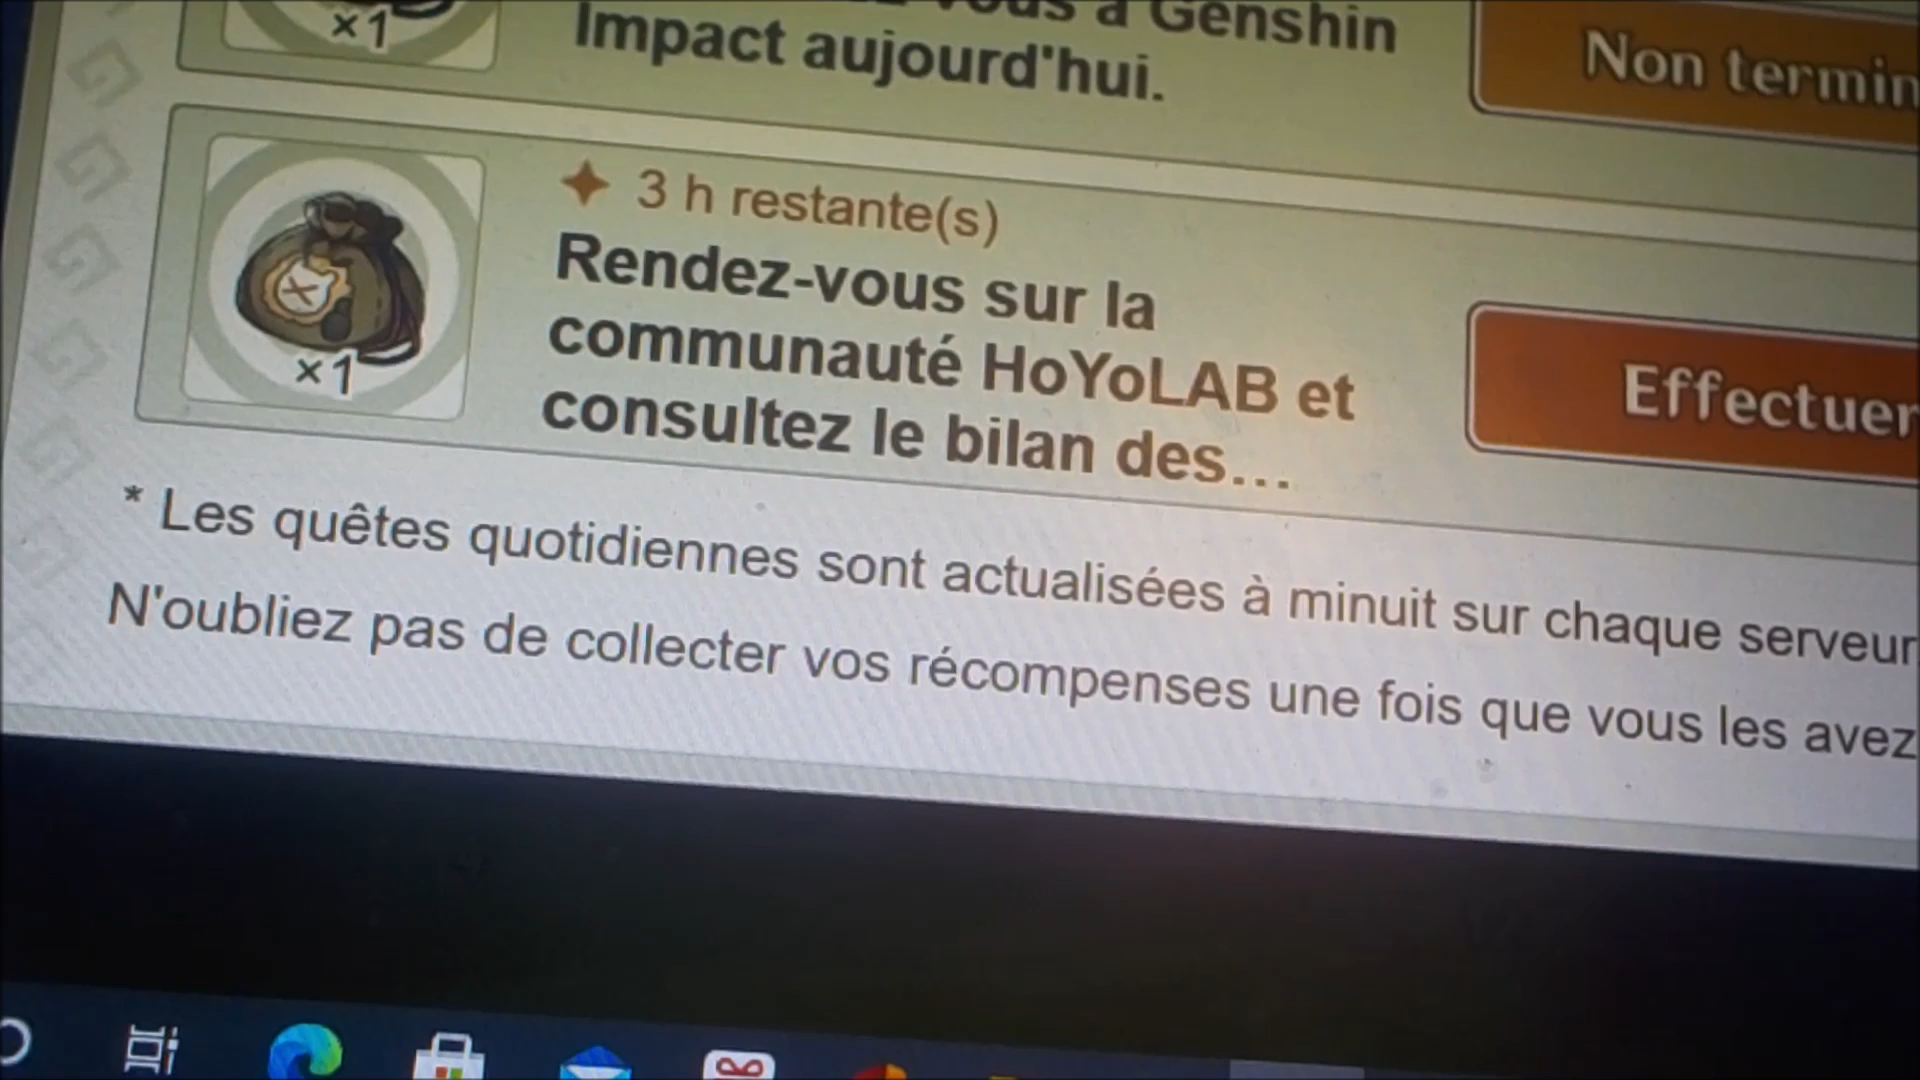 ×1
vous à Genshin
Impact aujourd'hui.
Non termin
3 h restante(s)
Rendez-vous sur la
communauté HoYoLAB et
consultez le bilan des...
×1
Effectuer
* Les quêtes quotidiennes sont actualisées à minuit sur chaque serveur
N'oubliez pas de collecter vos récompenses une fois que vous les avez